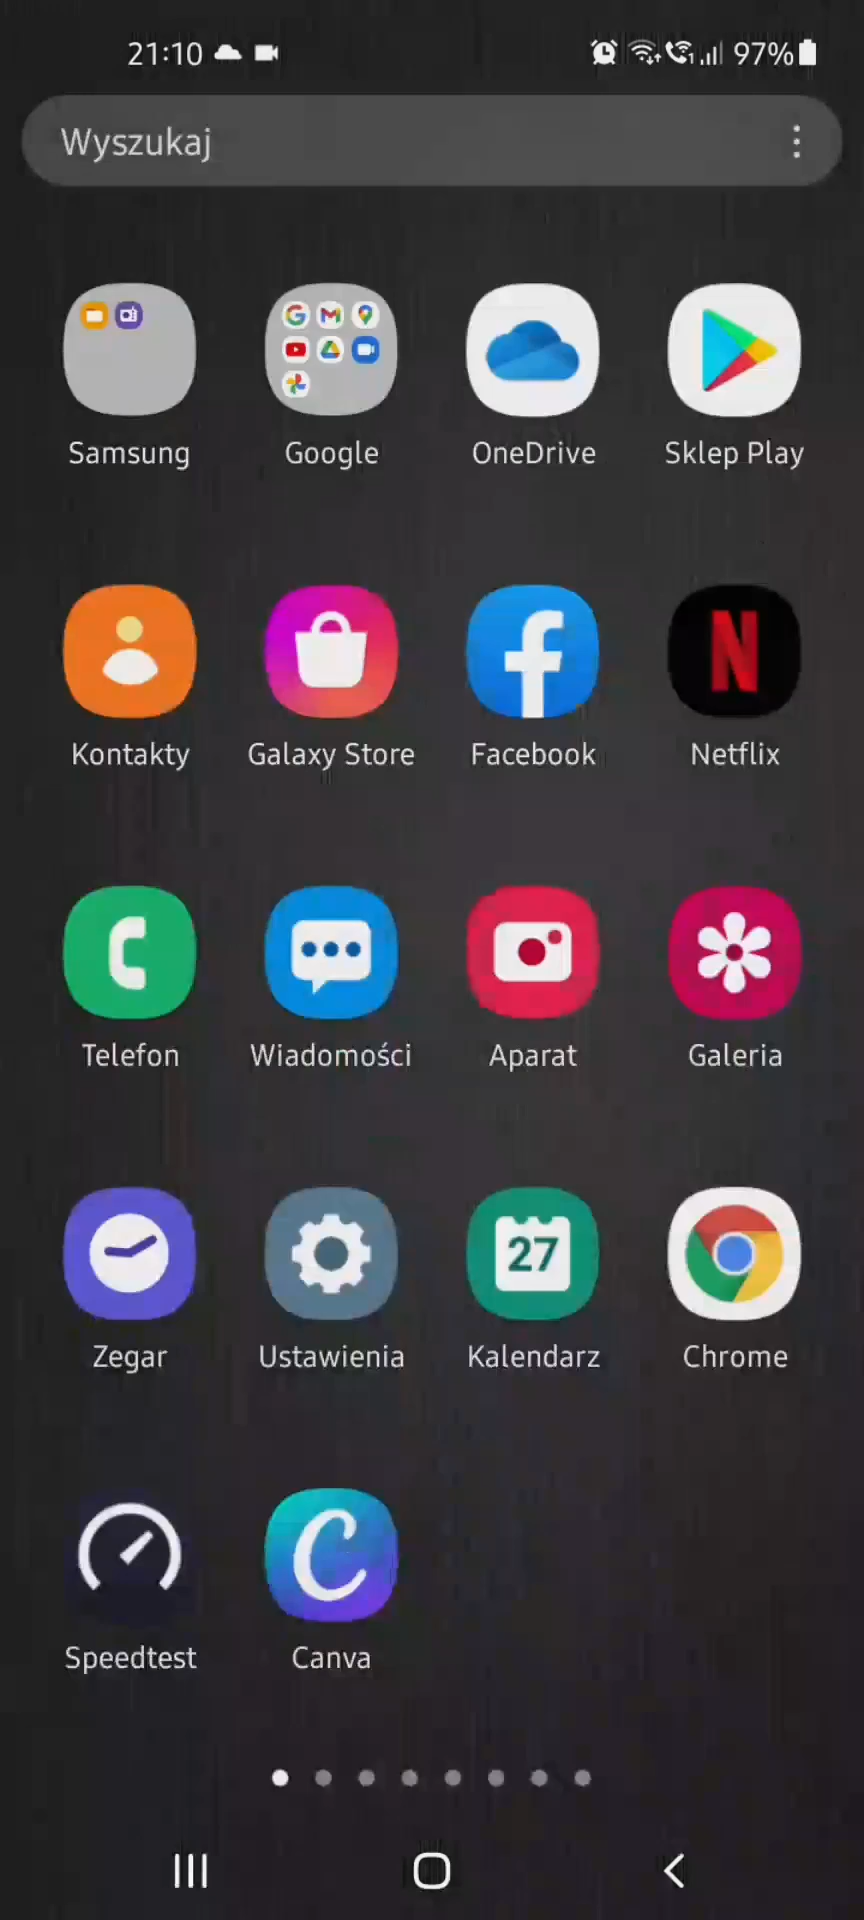 21:10 97%
Wyszukaj
Samsung Google OneDrive Sklep Play
Kontakty Galaxy Store Facebook Netflix
Telefon Wiadomości Aparat Galeria
27
Zegar Ustawienia Kalendarz Chrome
Speedtest Canva